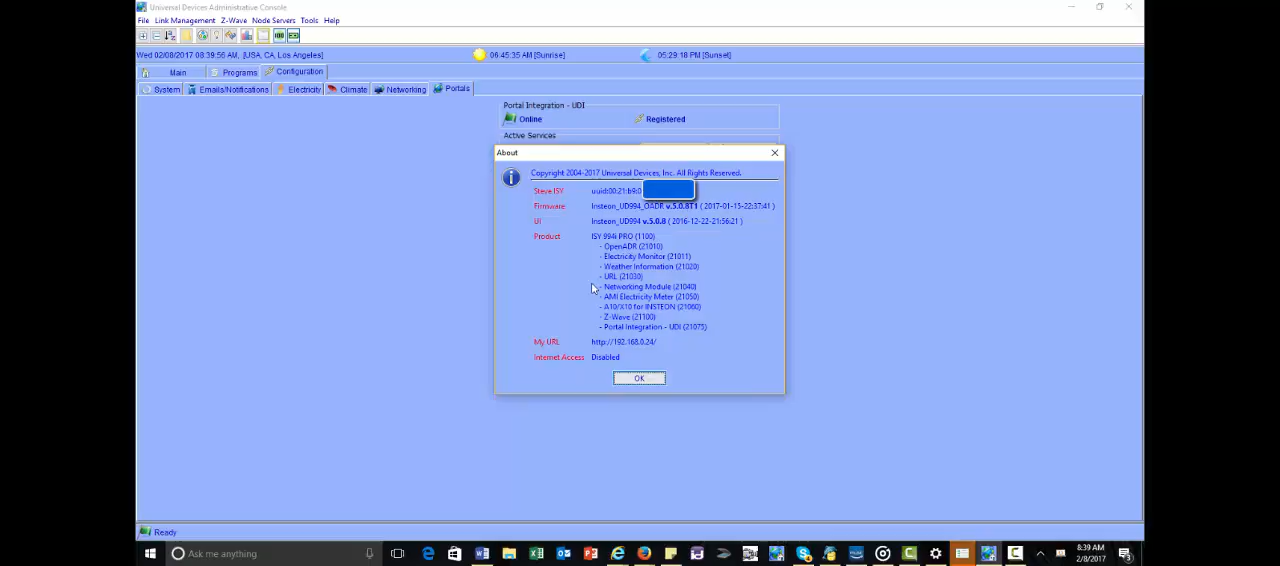 Universal Devices Administrative Console
File Link Management Z-Wave Node Servers Tools Help
Wed 02/08/2017 08:39:56 AM, [USA, CA, Los Angeles] 06:45:35 AM [Sunrise] 05:29:18 PM [Sunset]
Main Programs Configuration
System Emails/Notifications Electricity Climate Networking Portals
Portal Integration - UDI
Online Registered
Active Services
About
Copyright 2004-2017 Universal Devices, Inc. All Rights Reserved.
Steve ISY uuid:00:21:b9:0
Firmware Insteon_UD994_OADR v.5.0.8T1 ( 2017-01-15-22:37:41 )
UI Insteon_UD994 v.5.0.8 ( 2016-12-22-21:56:21 )
Product ISY 994i PRO (1100)
- OpenADR (21010)
- Electricity Monitor (21011)
- Weather Information (21020)
- URL (21030)
- Networking Module (21040)
- AMI Electricity Meter (21050)
- A10/X10 for INSTEON (21060)
- Z-Wave (21100)
- Portal Integration - UDI (21075)
My URL http://192.168.0.24/
Internet Access Disabled
OK
Ready
Ask me anything
8:39 AM
2/8/2017